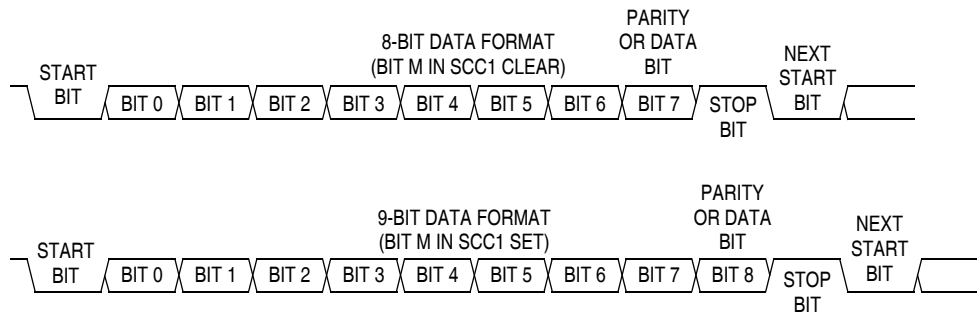 PARITY
OR DATA
BIT
8-BIT DATA FORMAT
(BIT M IN SCC1 CLEAR)
NEXT
START
BIT
START
BIT
BIT 0
BIT 1
BIT 2
BIT 3
BIT 4
BIT 5
BIT 6
BIT 7
STOP
BIT
PARITY
OR DATA
BIT
9-BIT DATA FORMAT
(BIT M IN SCC1 SET)
NEXT
START
BIT
START
BIT
BIT 0
BIT 1
BIT 2
BIT 3
BIT 4
BIT 5
BIT 6
BIT 7
BIT 8
STOP
BIT